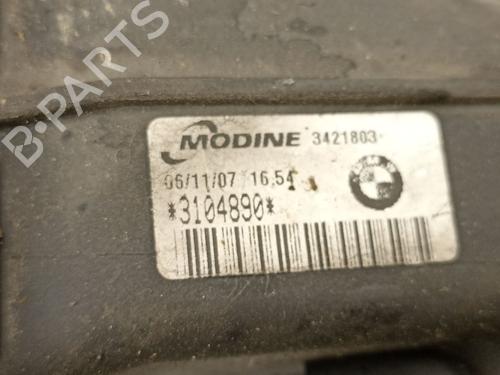 B-PARTS
MODINE 3421803
06/11/07 16,54
*3104890*